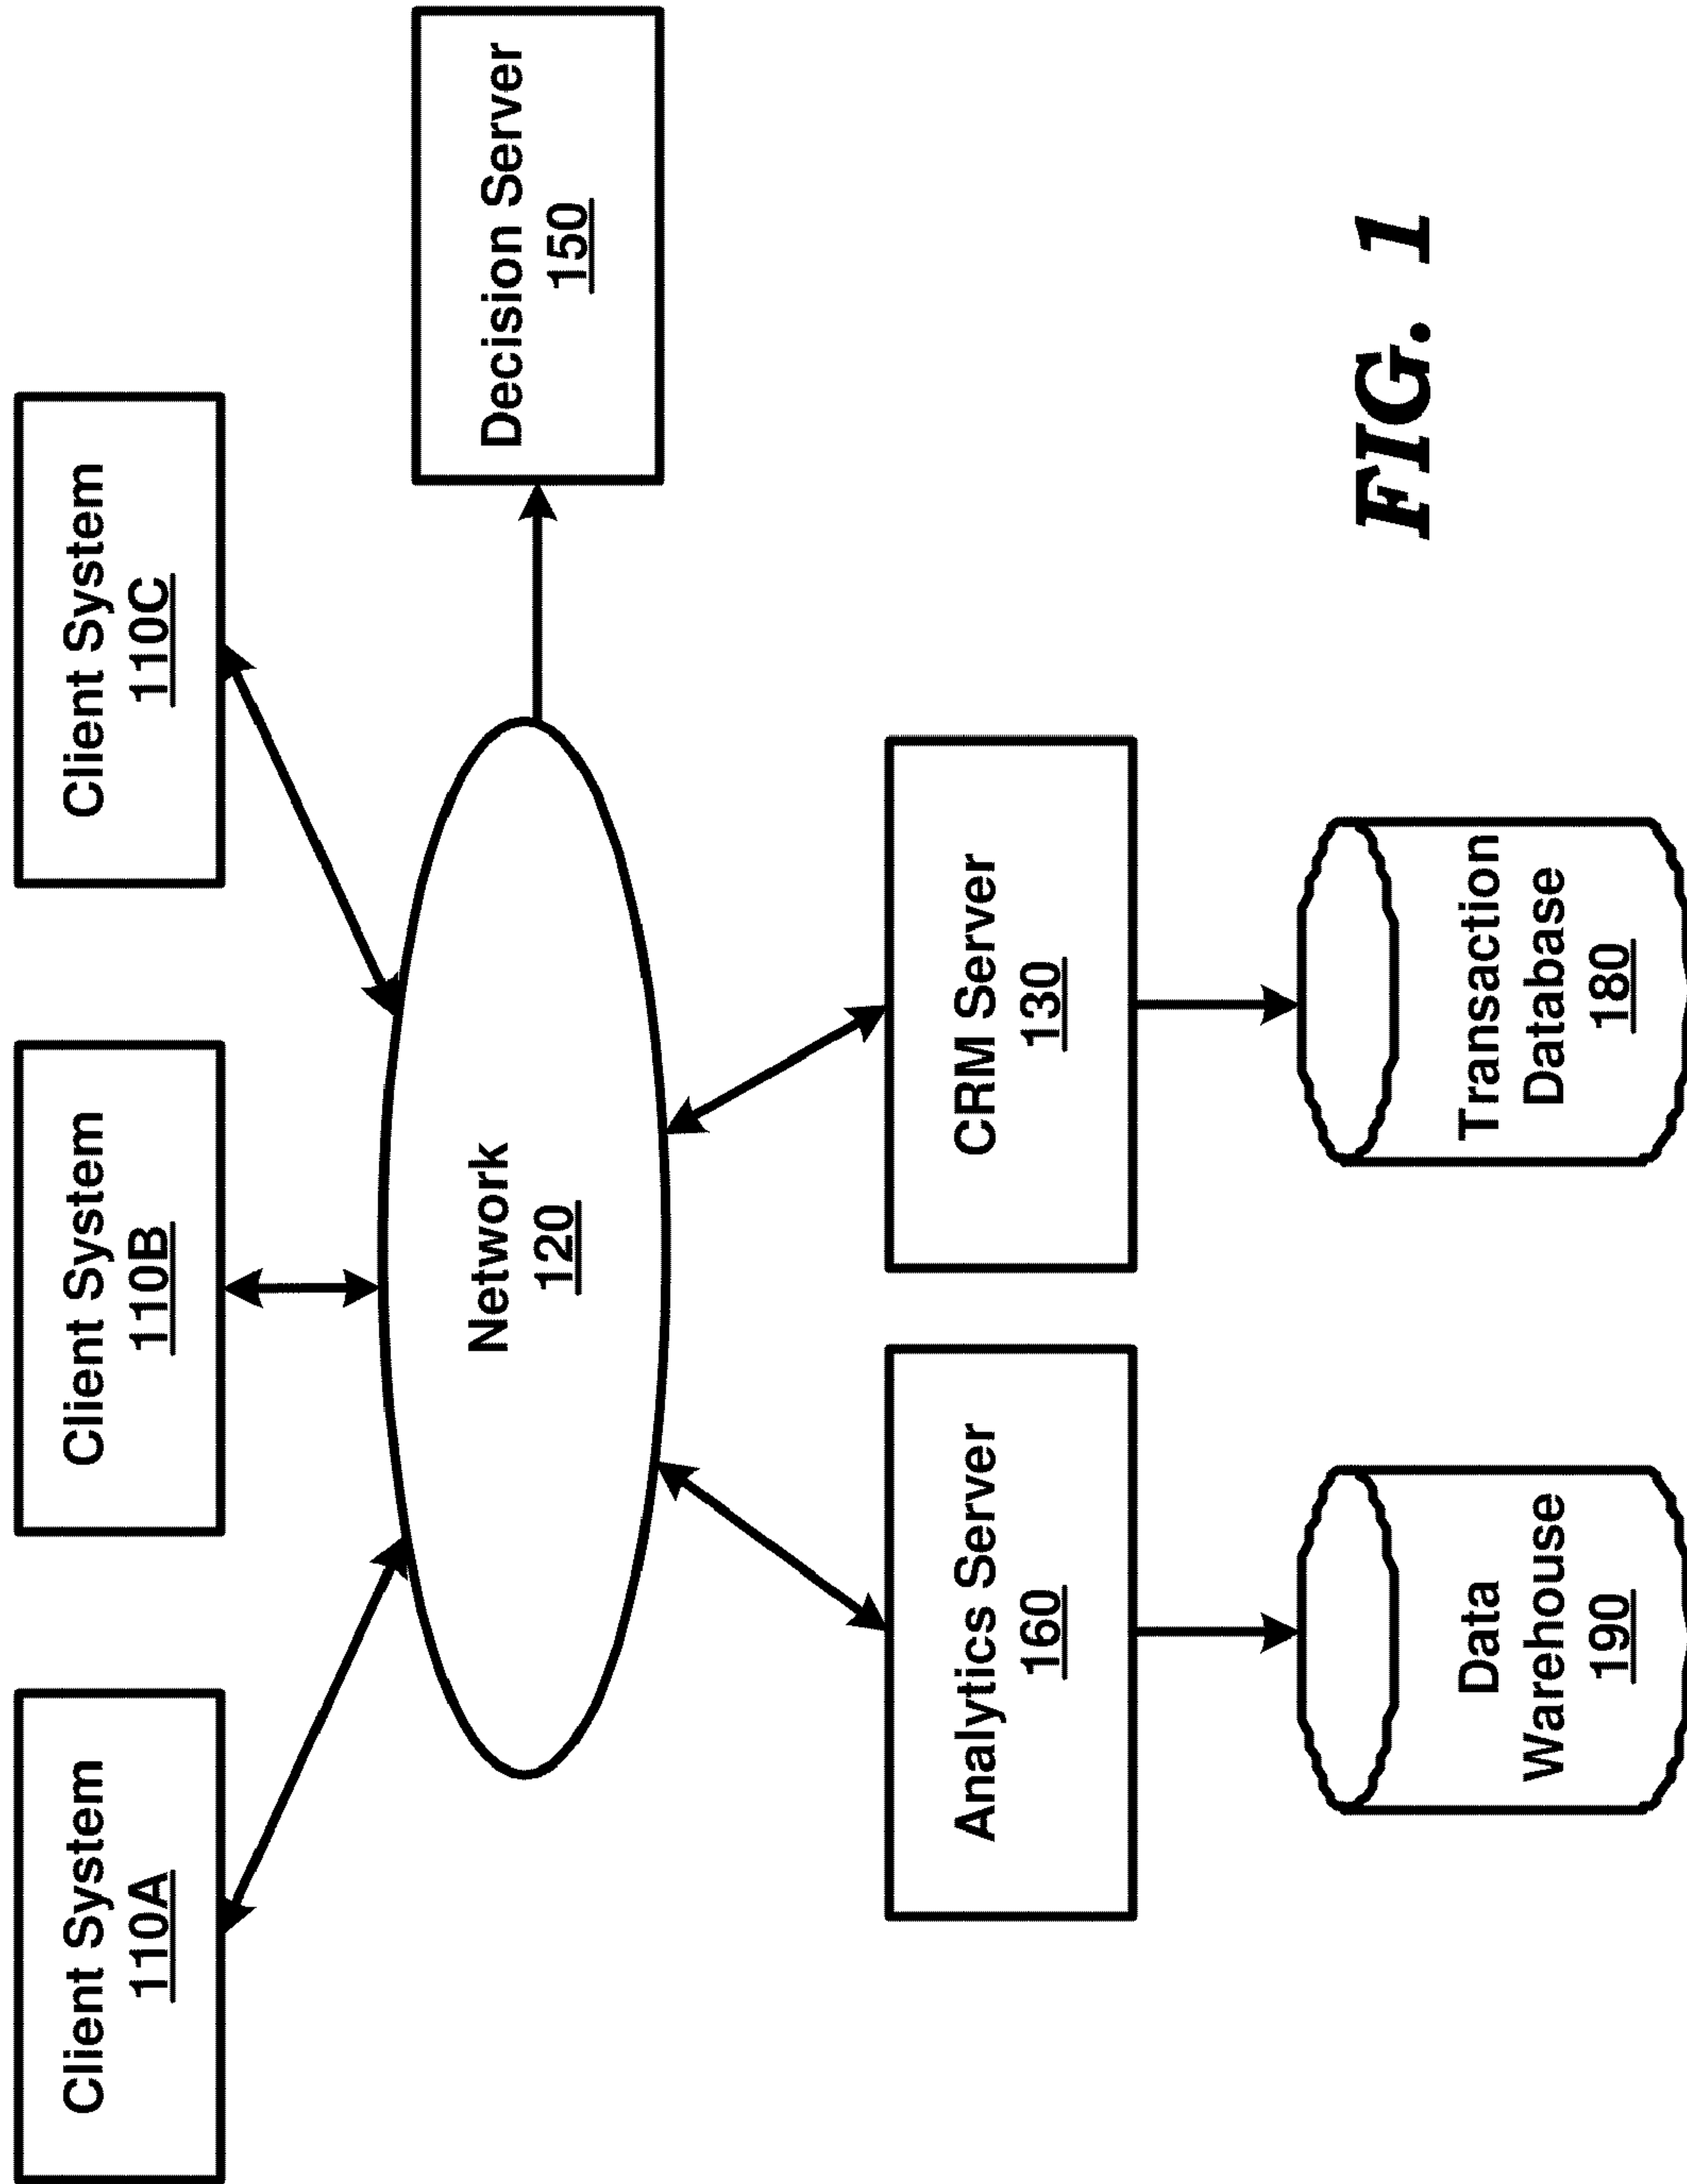 Client System
110A
Client System
110B
Client System
110C
Network
120
Decision Server
150
Analytics Server
160
CRM Server
130
Data
Warehouse
190
Transaction
Database
180
FIG. 1